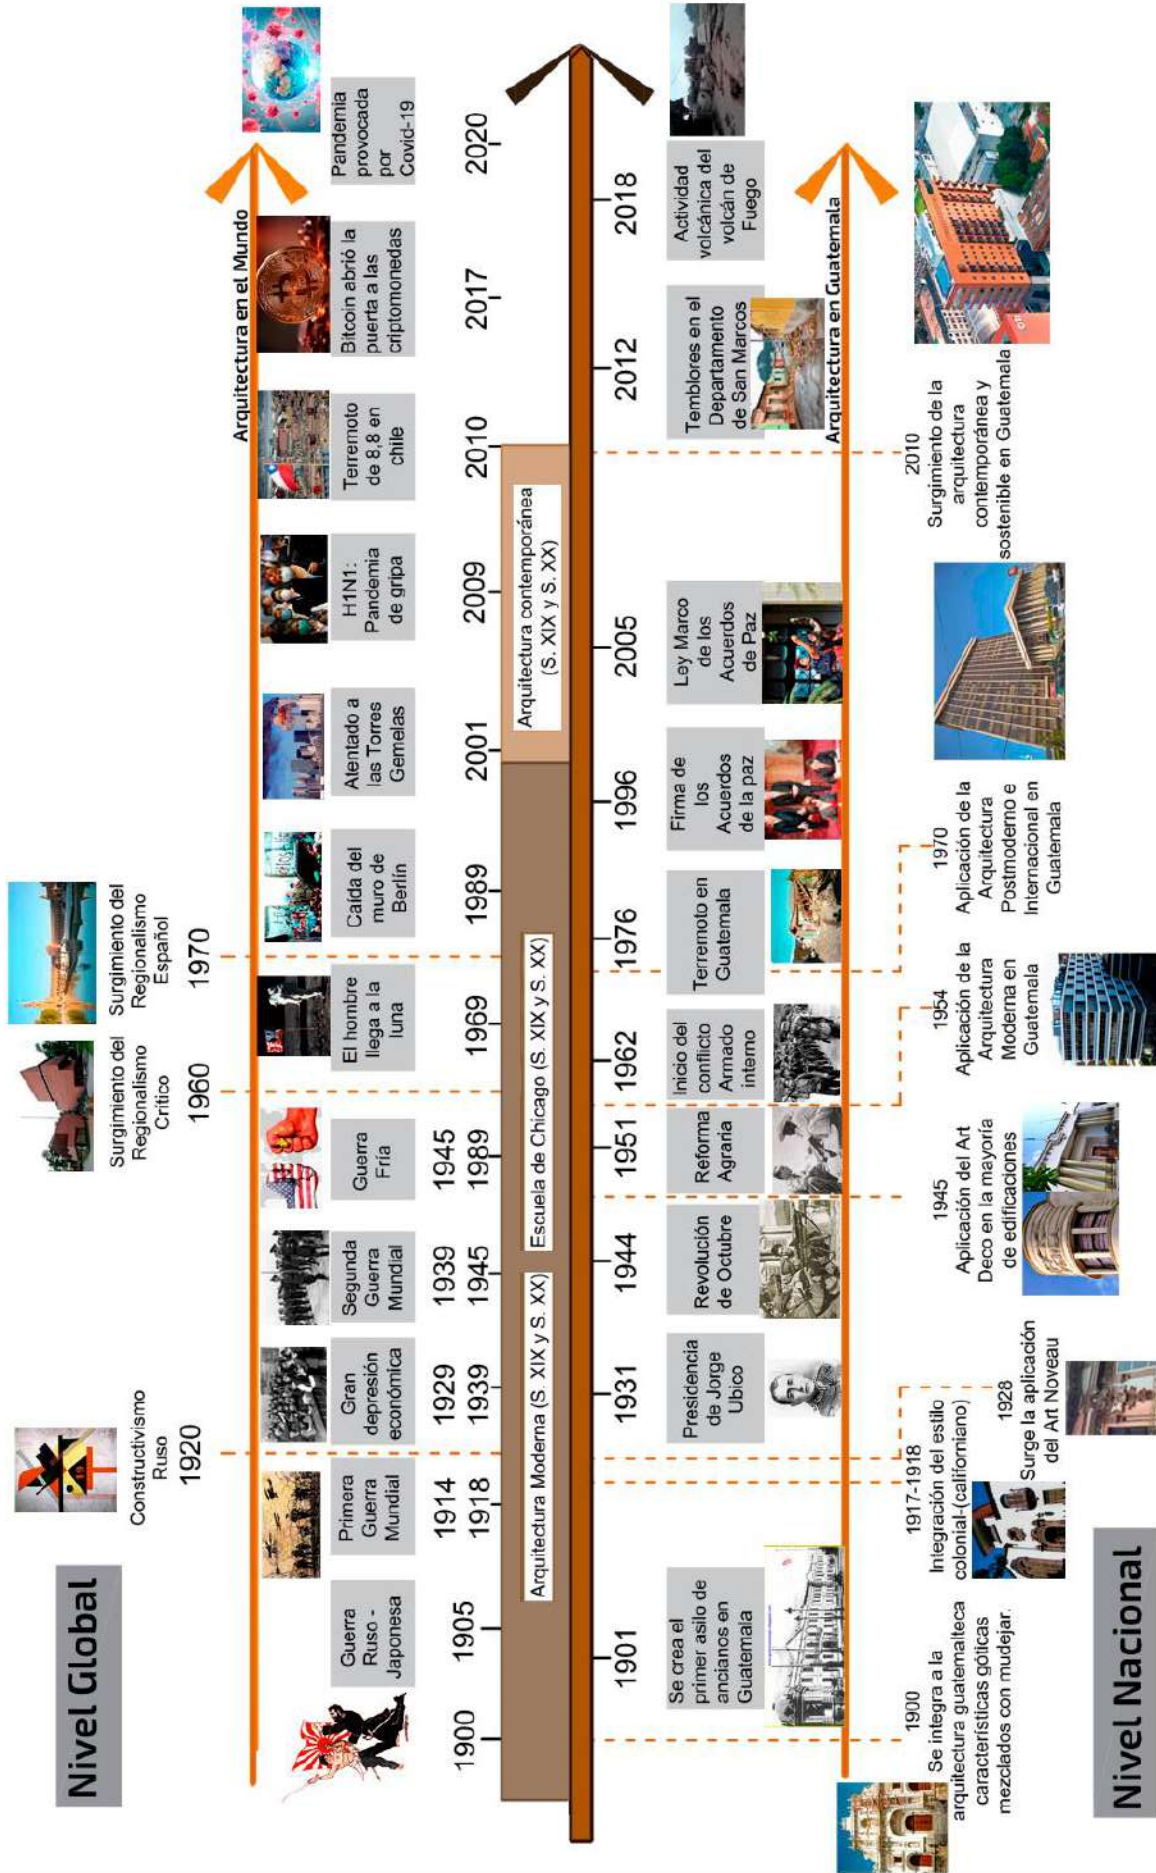 Nivel Global
Constructivismo
Ruso
1920
Surgimiento del
Regionalismo
Crítico
1960
Surgimiento del
Regionalismo
Español
1970
Arquitectura en el Mundo
Guerra
Ruso -
Japonesa
Primera
Guerra
Mundial
Gran
depresión
económica
Segunda
Guerra
Mundial
Guerra
Fría
El hombre
llega a la
luna
Caída del
muro de
Berlín
Atentado a
las Torres
Gemelas
H1N1:
Pandemia
de gripa
Terremoto
de 8,8 en
chile
Bitcoin abrió la
puerta a las
criptomonedas
Pandemia
provocada
por
Covid-19
1900
1905
1914
1918
1929
1939
1939
1945
1945
1989
1969
1989
2001
2009
2010
2017
2020
Arquitectura Moderna (S. XIX y S. XX)
Escuela de Chicago (S. XIX y S. XX)
Arquitectura contemporánea
(S. XIX y S. XX)
1901
1931
1944
1951
1962
1976
1996
2005
2012
2018
Se crea el
primer asilo de
ancianos en
Guatemala
Presidencia
de Jorge
Ubico
Revolución
de Octubre
Reforma
Agraria
Inicio del
conflicto
Armado
interno
Terremoto en
Guatemala
Firma de
los
Acuerdos
de la paz
Ley Marco
de los
Acuerdos
de Paz
Temblores en el
Departamento
de San Marcos
Actividad
volcánica del
volcán de
Fuego
Arquitectura en Guatemala
1900
Se integra a la
arquitectura guatemalteca
características góticas
mezclados con mudejar.
1917-1918
Integración del estilo
colonial-(californiano)
1928
Surge la aplicación
del Art Noveau
1945
Aplicación del Art
Deco en la mayoría
de edificaciones
1954
Aplicación de la
Arquitectura
Moderna en
Guatemala
1970
Aplicación de la
Arquitectura
Postmoderno e
Internacional en
Guatemala
2010
Surgimiento de la
arquitectura
contemporánea y
sostenible en Guatemala
Nivel Nacional